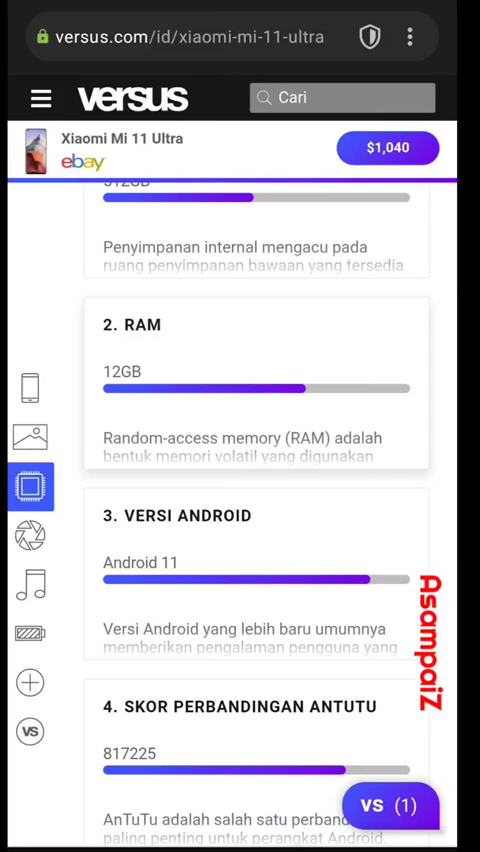 versus.com/id/xiaomi-mi-11-ultra
versus
Cari
Xiaomi Mi 11 Ultra
ebay
$1,040
512GB
Penyimpanan internal mengacu pada
ruang penyimpanan bawaan yang tersedia
2. RAM
12GB
Random-access memory (RAM) adalah
bentuk memori volatil yang digunakan
3. VERSI ANDROID
Android 11
Versi Android yang lebih baru umumnya
memberikan pengalaman pengguna yang
4. SKOR PERBANDINGAN ANTUTU
817225
AnTuTu adalah salah satu perband
paling penting untuk perangkat Android.
VS
VS (1)
AsampaiZ